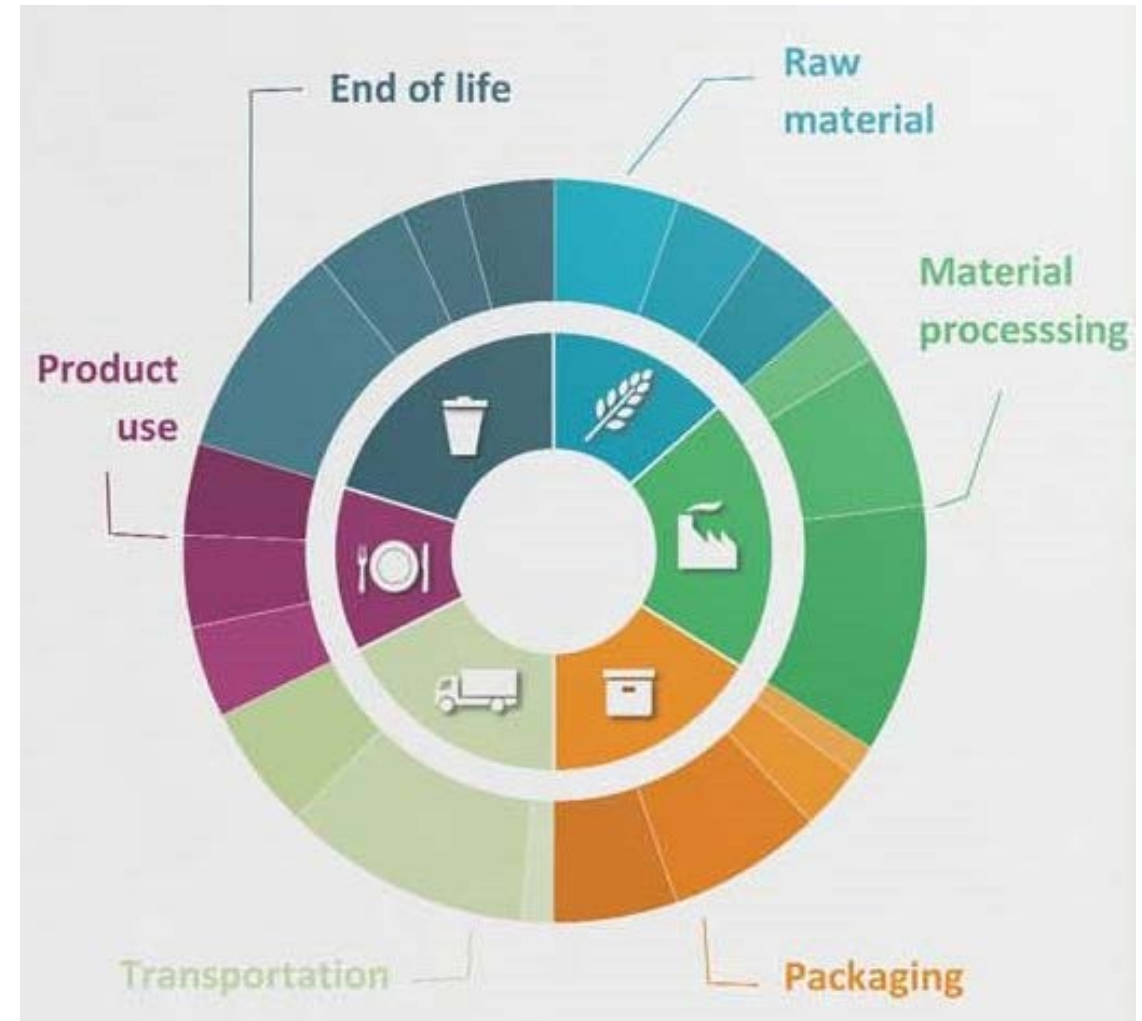 End of life
Raw
material
Material
processsing
Product
use
Transportation
Packaging